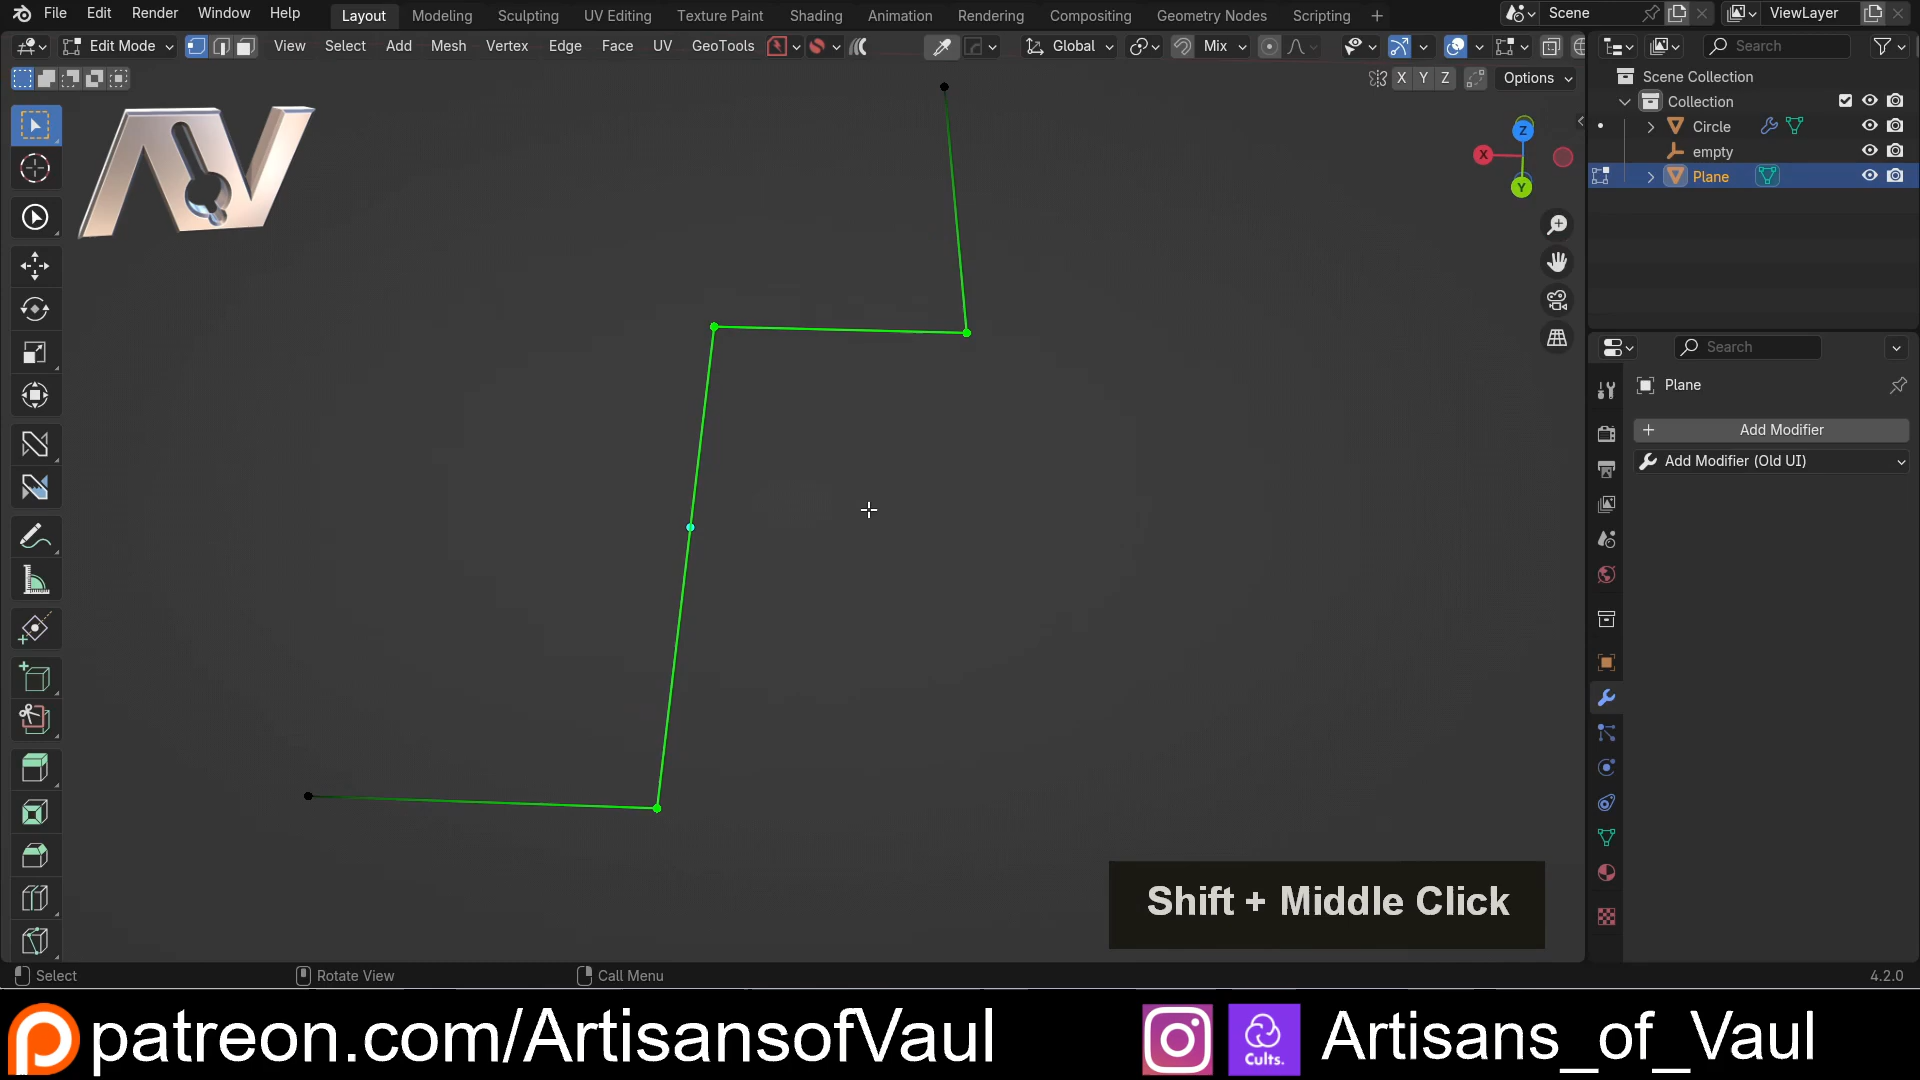 File Edit Render Window Help Layout Modeling Sculpting UV Editing Texture Paint Shading Animation Rendering Compositing Geometry Nodes Scripting + Scene ViewLayer
Edit Mode View Select Add Mesh Vertex Edge Face UV GeoTools Global Mix Search
X Y Z Options
Scene Collection
Collection
Circle
empty
Plane
Z
X
Y
Search
Plane
Add Modifier
Add Modifier (Old UI)
Shift + Middle Click
Select Rotate View Call Menu 4.2.0
patreon.com/ArtisansofVaul Cults. Artisans_of_Vaul